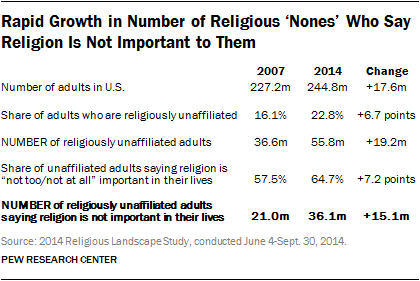 Rapid Growth in Number of Religious ‘Nones’ Who Say
Religion Is Not Important to Them
2007 2014 Change
Number of adults in U.S. 227.2m 244.8m +17.6m
Share of adults who are religiously unaffiliated 16.1% 22.8% +6.7 points
NUMBER of religiously unaffiliated adults 36.6m 55.8m +19.2m
Share of unaffiliated adults saying religion is
“not too/not at all” important in their lives 57.5% 64.7% +7.2 points
NUMBER of religiously unaffiliated adults
saying religion is not important in their lives 21.0m 36.1m +15.1m
Source: 2014 Religious Landscape Study, conducted June 4-Sept. 30, 2014.
PEW RESEARCH CENTER